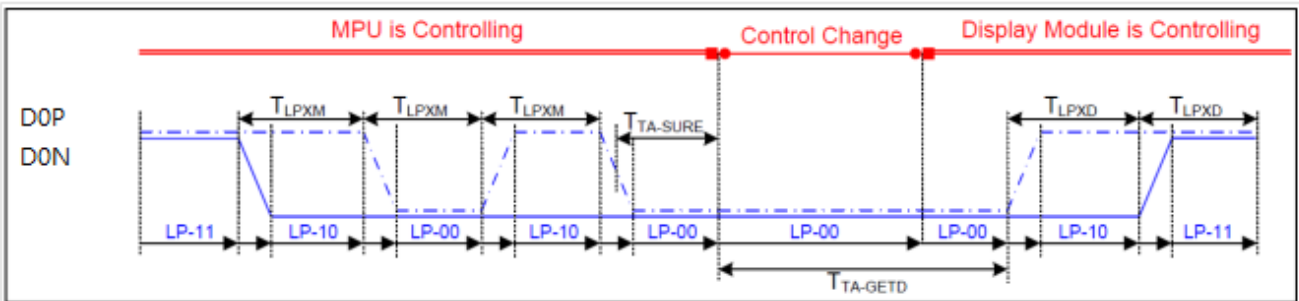 MPU is Controlling Control Change Display Module is Controlling
D0P
D0N
TLPXM TLPXM TLPXM TTA-SURE TLPXD TLPXD
LP-11 LP-10 LP-00 LP-10 LP-00 LP-00 LP-00 LP-10 LP-11
TTA-GETD